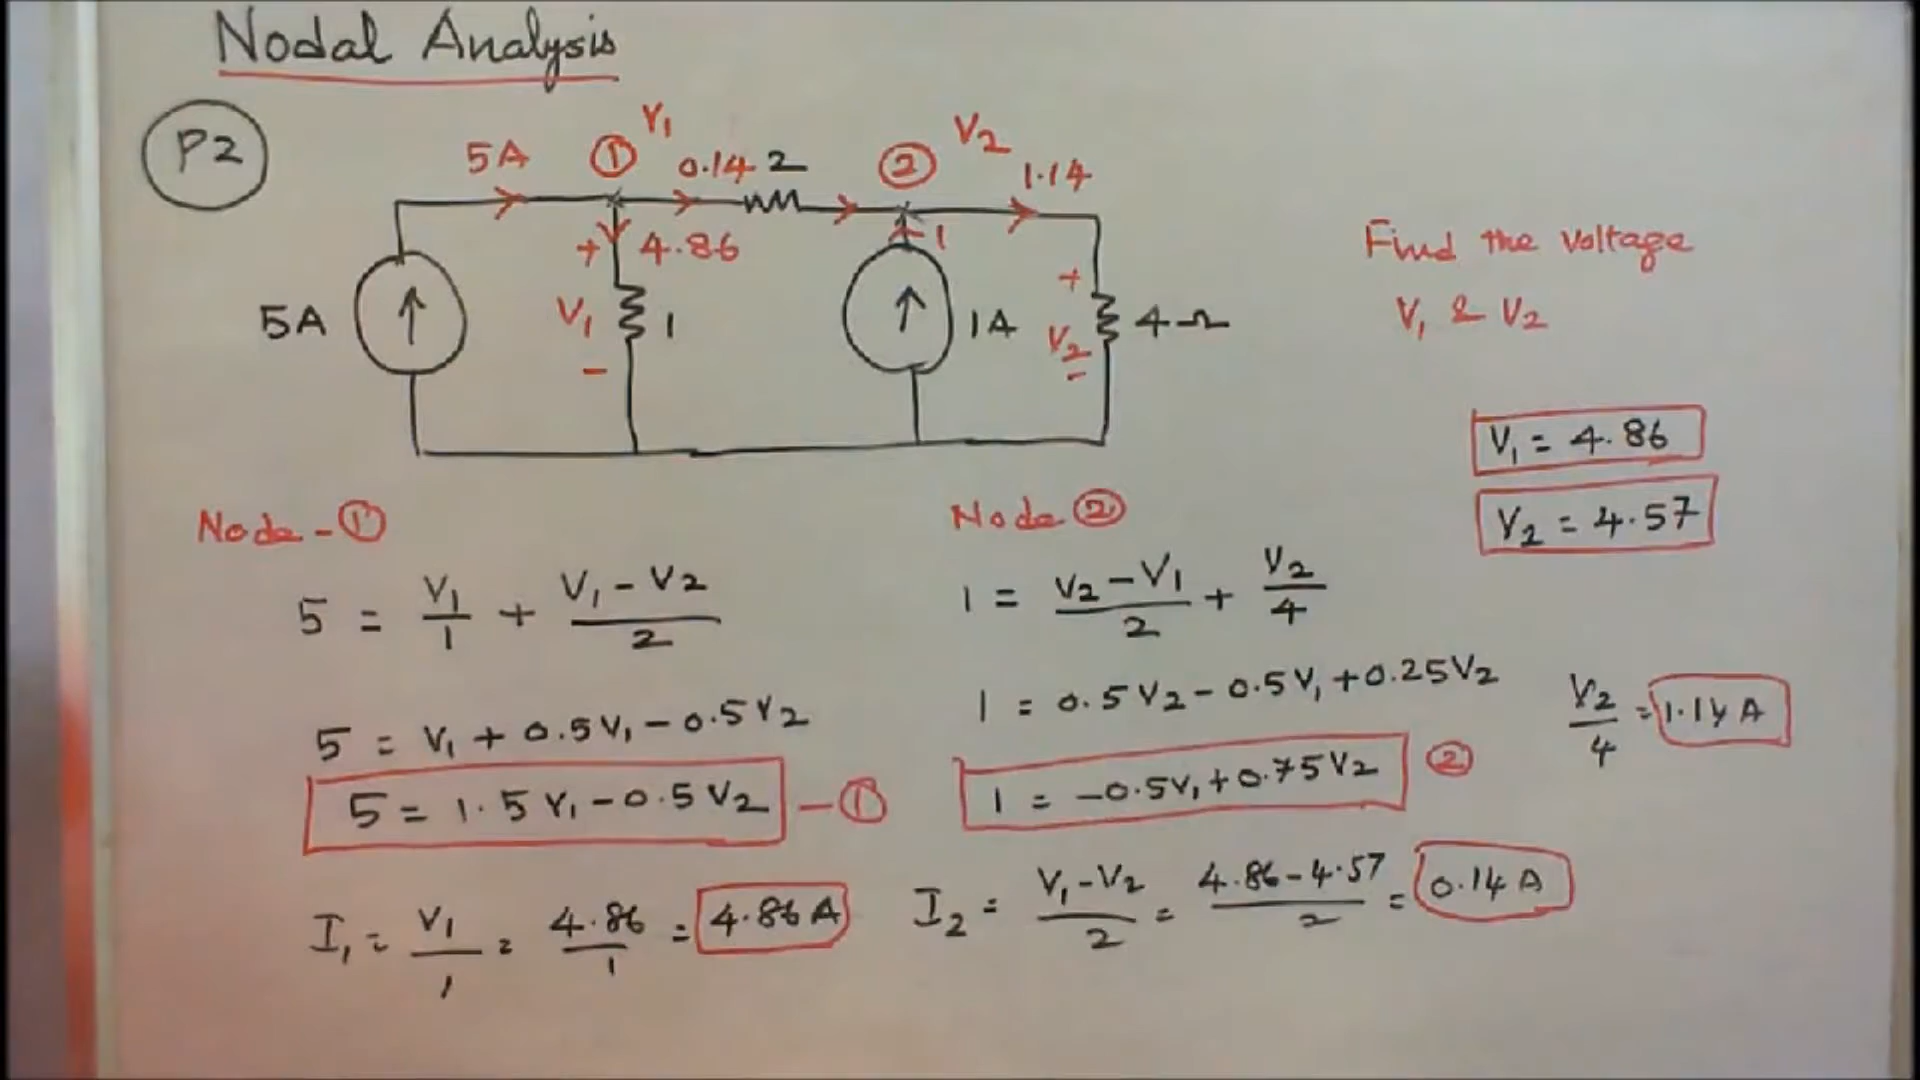 Nodal Analysis
P2
5A ① V₁ 0.14 2 ② V₂ 1.14
+ 4.86 1
5A V₁ 1 1A + V₂ 4Ω
- -
Find the voltage
V₁ & V₂
V₁ = 4.86
V₂ = 4.57
Node - ①
5 = V₁/1 + (V₁ - V₂)/2
5 = V₁ + 0.5V₁ - 0.5V₂
5 = 1.5V₁ - 0.5V₂ - ①
I₁ = V₁/1 = 4.86/1 = 4.86A
Node ②
1 = (V₂ - V₁)/2 + V₂/4
1 = 0.5V₂ - 0.5V₁ + 0.25V₂
1 = -0.5V₁ + 0.75V₂ ②
V₂/4 = 1.14A
I₂ = (V₁ - V₂)/2 = (4.86 - 4.57)/2 = 0.14A